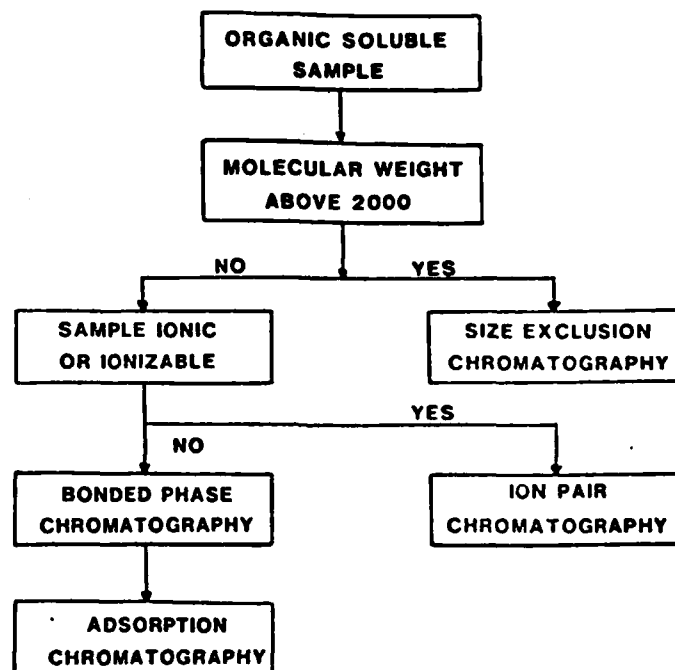 ORGANIC SOLUBLE
SAMPLE
MOLECULAR WEIGHT
ABOVE 2000
NO
YES
SAMPLE IONIC
OR IONIZABLE
SIZE EXCLUSION
CHROMATOGRAPHY
YES
NO
BONDED PHASE
CHROMATOGRAPHY
ION PAIR
CHROMATOGRAPHY
ADSORPTION
CHROMATOGRAPHY